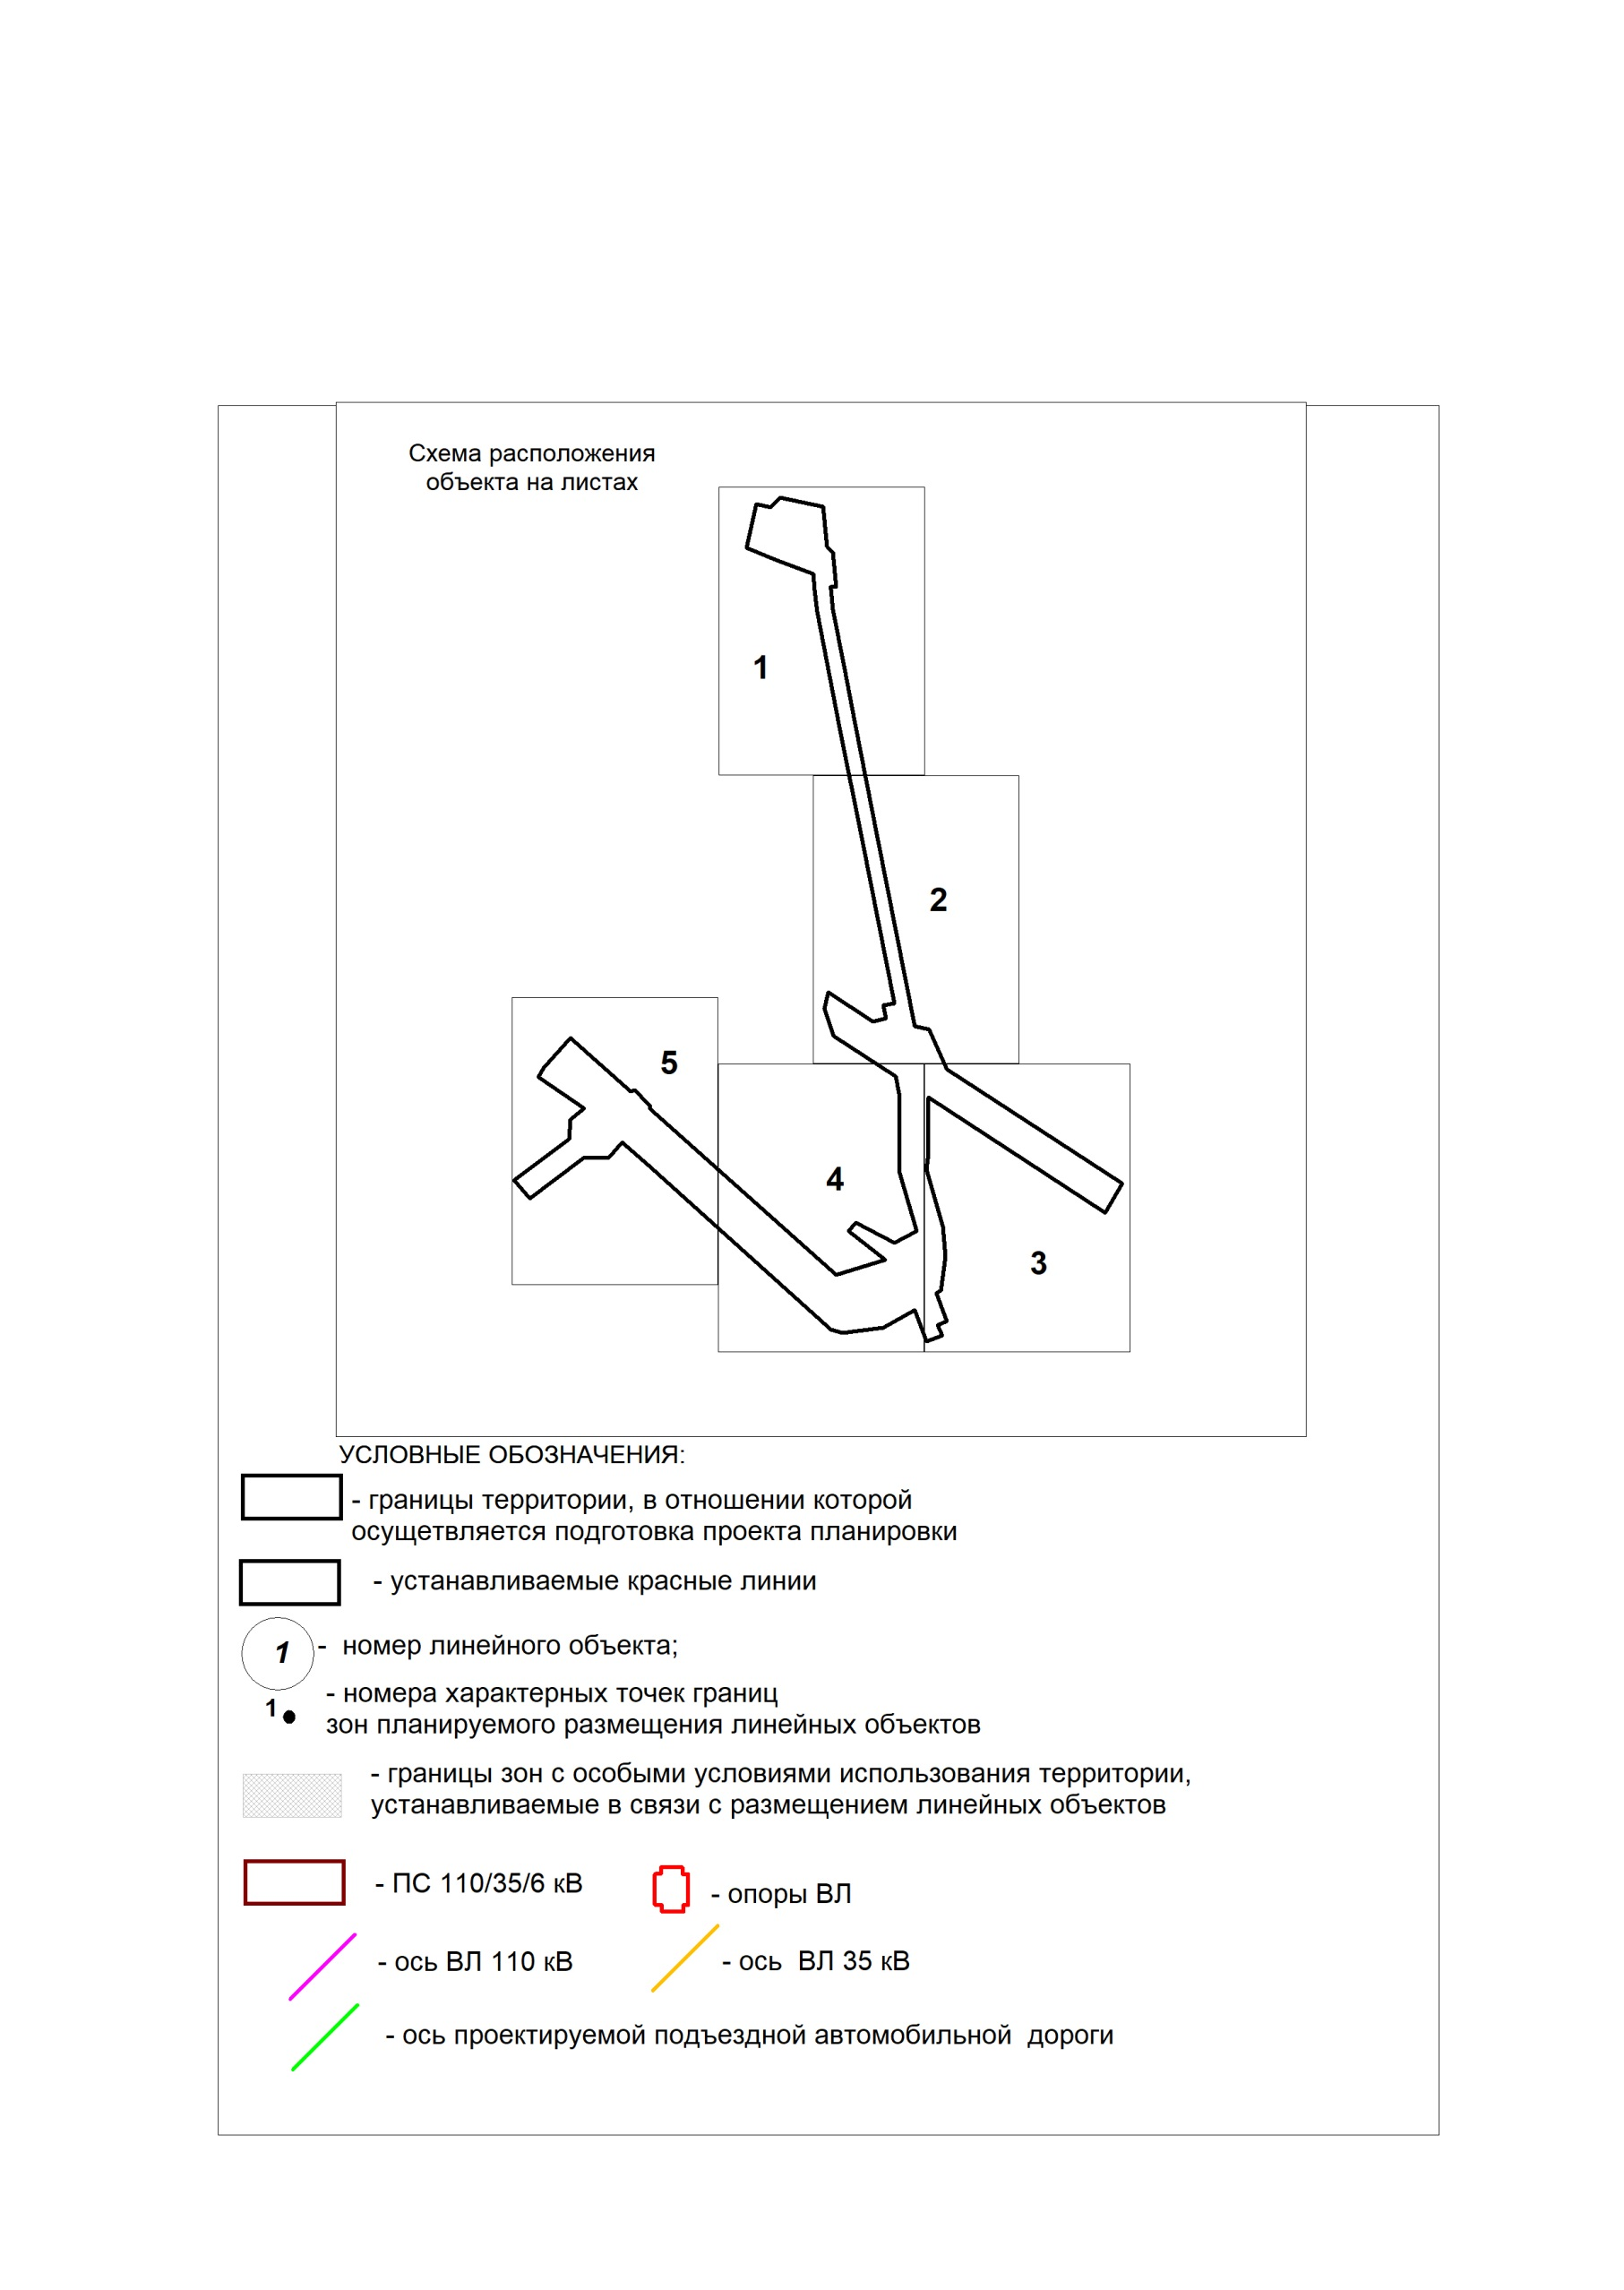 Схема расположения
объекта на листах
1
2
5
4
3
УСЛОВНЫЕ ОБОЗНАЧЕНИЯ:
- границы территории, в отношении которой
осущетвляется подготовка проекта планировки
- устанавливаемые красные линии
1 - номер линейного объекта;
1 - номера характерных точек границ
зон планируемого размещения линейных объектов
- границы зон с особыми условиями использования территории,
устанавливаемые в связи с размещением линейных объектов
- ПС 110/35/6 кВ
- опоры ВЛ
- ось ВЛ 110 кВ
- ось ВЛ 35 кВ
- ось проектируемой подъездной автомобильной дороги